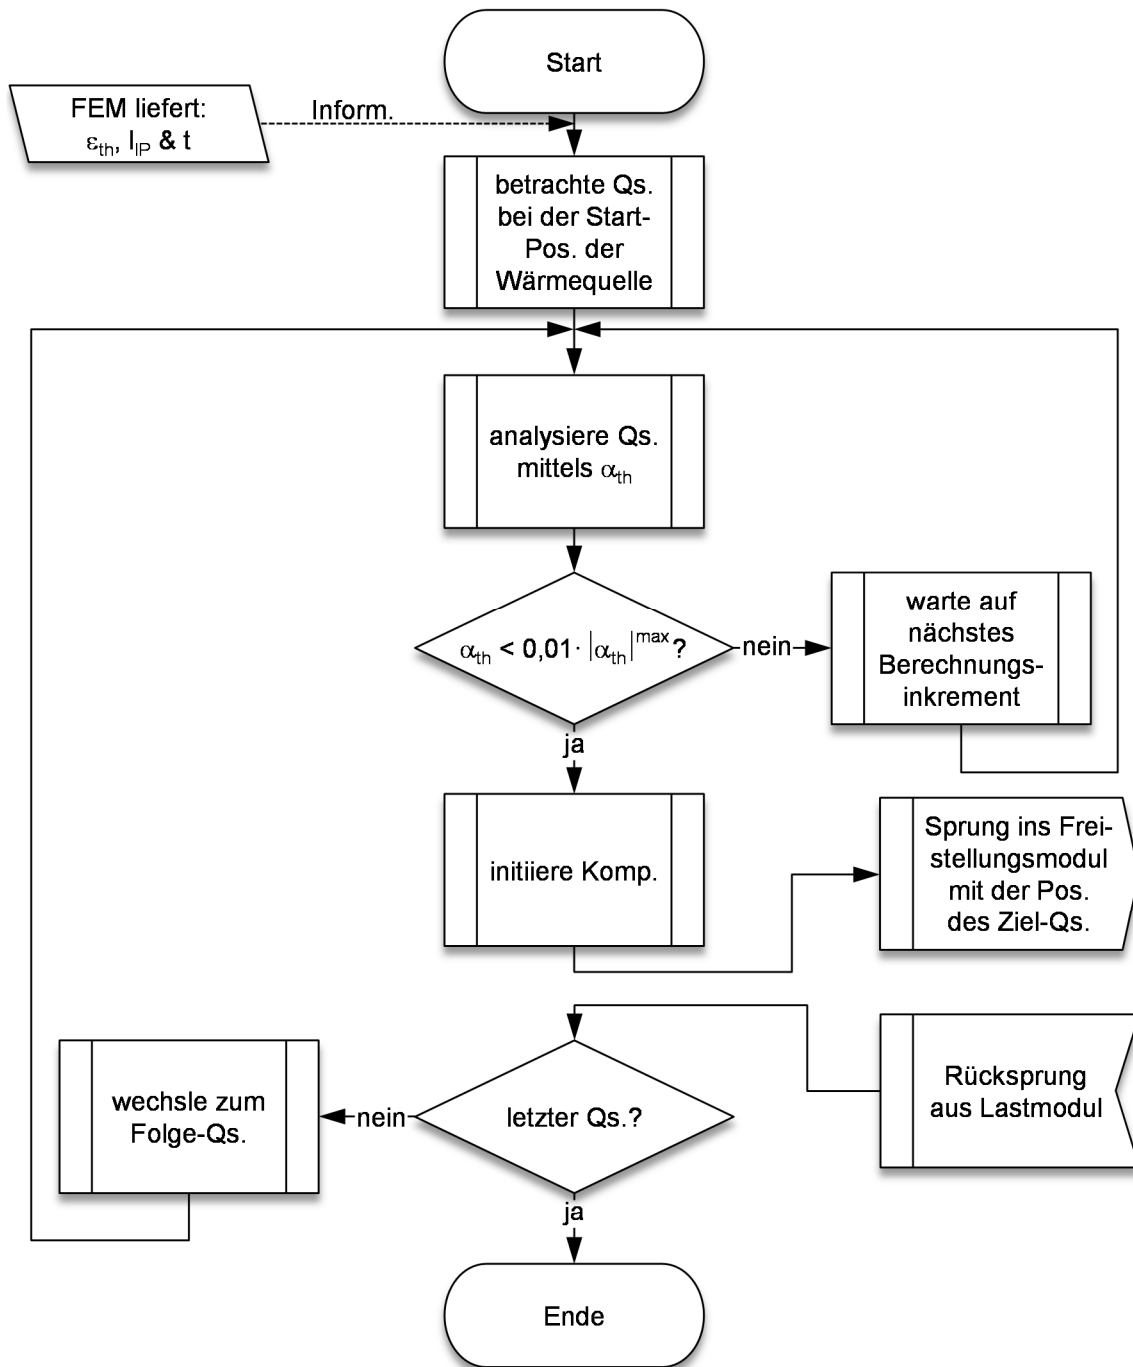 Start
FEM liefert:
εth, IIP & t
Inform.
betrachte Qs.
bei der Start-
Pos. der
Wärmequelle
analysiere Qs.
mittels αth
αth < 0,01· |αth|max?
nein
warte auf
nächstes
Berechnungs-
inkrement
ja
initiiere Komp.
Sprung ins Frei-
stellungsmodul
mit der Pos.
des Ziel-Qs.
Rücksprung
aus Lastmodul
letzter Qs.?
nein
wechsle zum
Folge-Qs.
ja
Ende